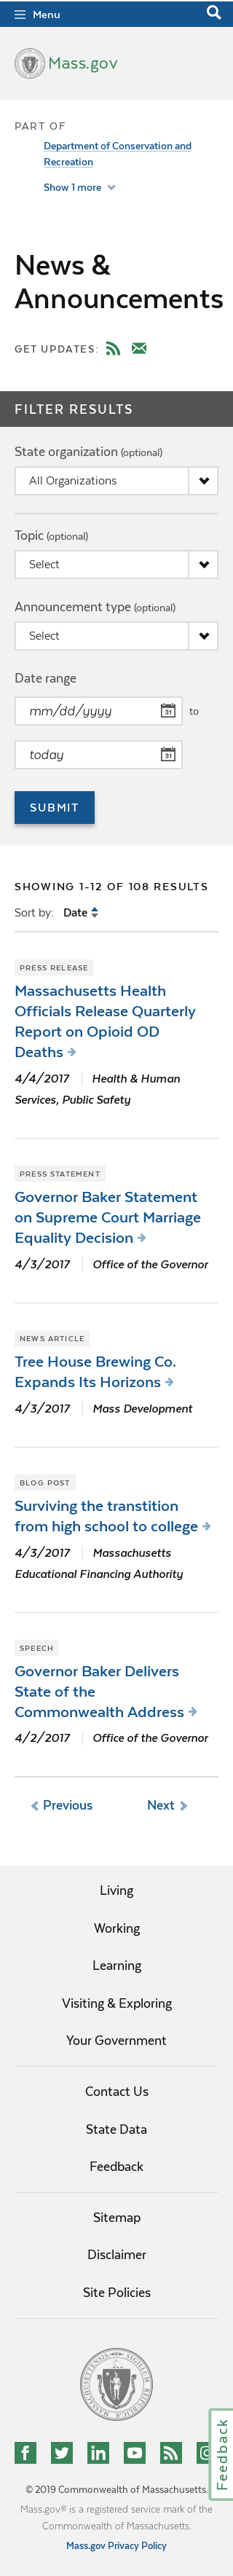 Menu
Mass.gov
PART OF
Department of Conservation and
Recreation
Show 1 more
News &
Announcements
GET UPDATES:
FILTER RESULTS
State organization (optional)
All Organizations
Topic (optional)
Select
Announcement type (optional)
Select
Date range
mm/dd/yyyy
31
to
today
31
SUBMIT
SHOWING 1-12 OF 108 RESULTS
Sort by: Date
PRESS RELEASE
Massachusetts Health
Officials Release Quarterly
Report on Opioid OD
Deaths
4/4/2017 Health & Human
Services, Public Safety
PRESS STATEMENT
Governor Baker Statement
on Supreme Court Marriage
Equality Decision
4/3/2017 Office of the Governor
NEWS ARTICLE
Tree House Brewing Co.
Expands Its Horizons
4/3/2017 Mass Development
BLOG POST
Surviving the transtition
from high school to college
4/3/2017 Massachusetts
Educational Financing Authority
SPEECH
Governor Baker Delivers
State of the
Commonwealth Address
4/2/2017 Office of the Governor
Previous Next
Living
Working
Learning
Visiting & Exploring
Your Government
Contact Us
State Data
Feedback
Sitemap
Disclaimer
Site Policies
Feedback
© 2019 Commonwealth of Massachusetts.
Mass.gov® is a registered service mark of the
Commonwealth of Massachusetts.
Mass.gov Privacy Policy